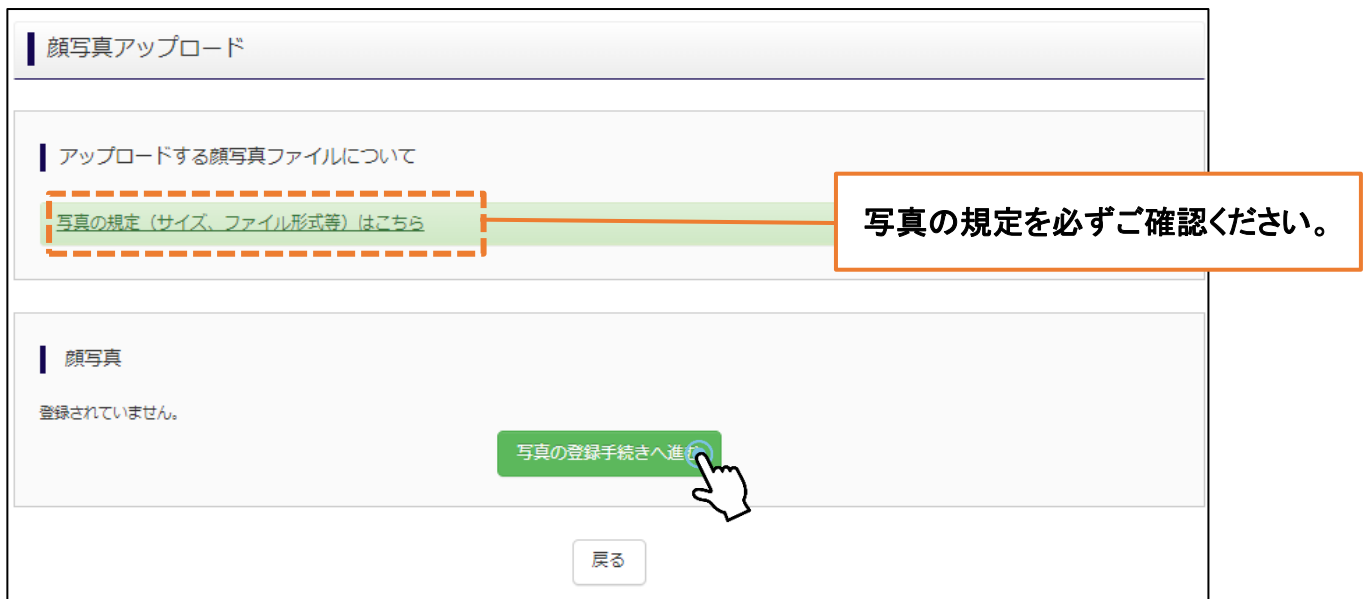 顔写真アップロード
アップロードする顔写真ファイルについて
写真の規定（サイズ、ファイル形式等）はこちら
写真の規定を必ずご確認ください。
顔写真
登録されていません。
写真の登録手続きへ進む
戻る